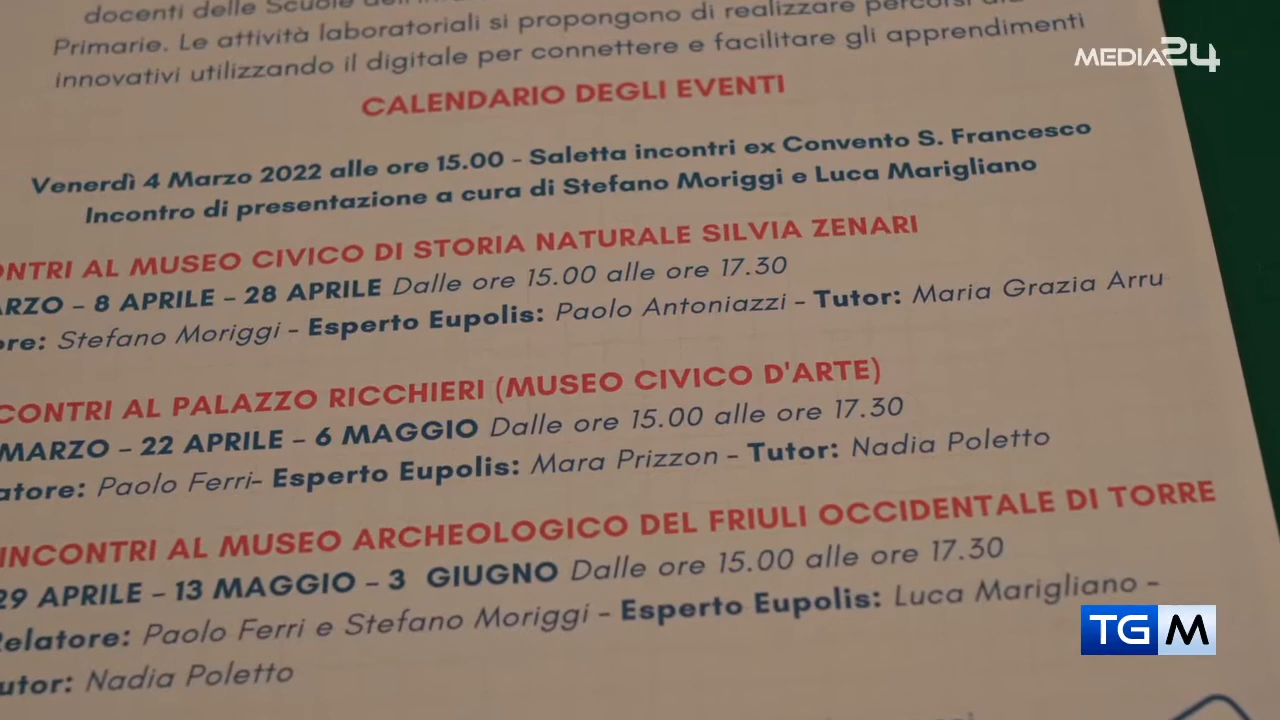 docenti delle Scuole
Primarie. Le attività laboratoriali si propongono di realizzare percorsi
innovativi utilizzando il digitale per connettere e facilitare gli apprendimenti
MEDIA24
CALENDARIO DEGLI EVENTI
Venerdì 4 Marzo 2022 alle ore 15.00 - Saletta incontri ex Convento S. Francesco
Incontro di presentazione a cura di Stefano Moriggi e Luca Marigliano
ONTRI AL MUSEO CIVICO DI STORIA NATURALE SILVIA ZENARI
ARZO - 8 APRILE - 28 APRILE Dalle ore 15.00 alle ore 17.30
ore: Stefano Moriggi - Esperto Eupolis: Paolo Antoniazzi - Tutor: Maria Grazia Arru
CONTRI AL PALAZZO RICCHIERI (MUSEO CIVICO D'ARTE)
MARZO - 22 APRILE - 6 MAGGIO Dalle ore 15.00 alle ore 17.30
atore: Paolo Ferri- Esperto Eupolis: Mara Prizzon - Tutor: Nadia Poletto
INCONTRI AL MUSEO ARCHEOLOGICO DEL FRIULI OCCIDENTALE DI TORRE
29 APRILE - 13 MAGGIO - 3 GIUGNO Dalle ore 15.00 alle ore 17.30
Relatore: Paolo Ferri e Stefano Moriggi - Esperto Eupolis: Luca Marigliano -
utor: Nadia Poletto
TGM